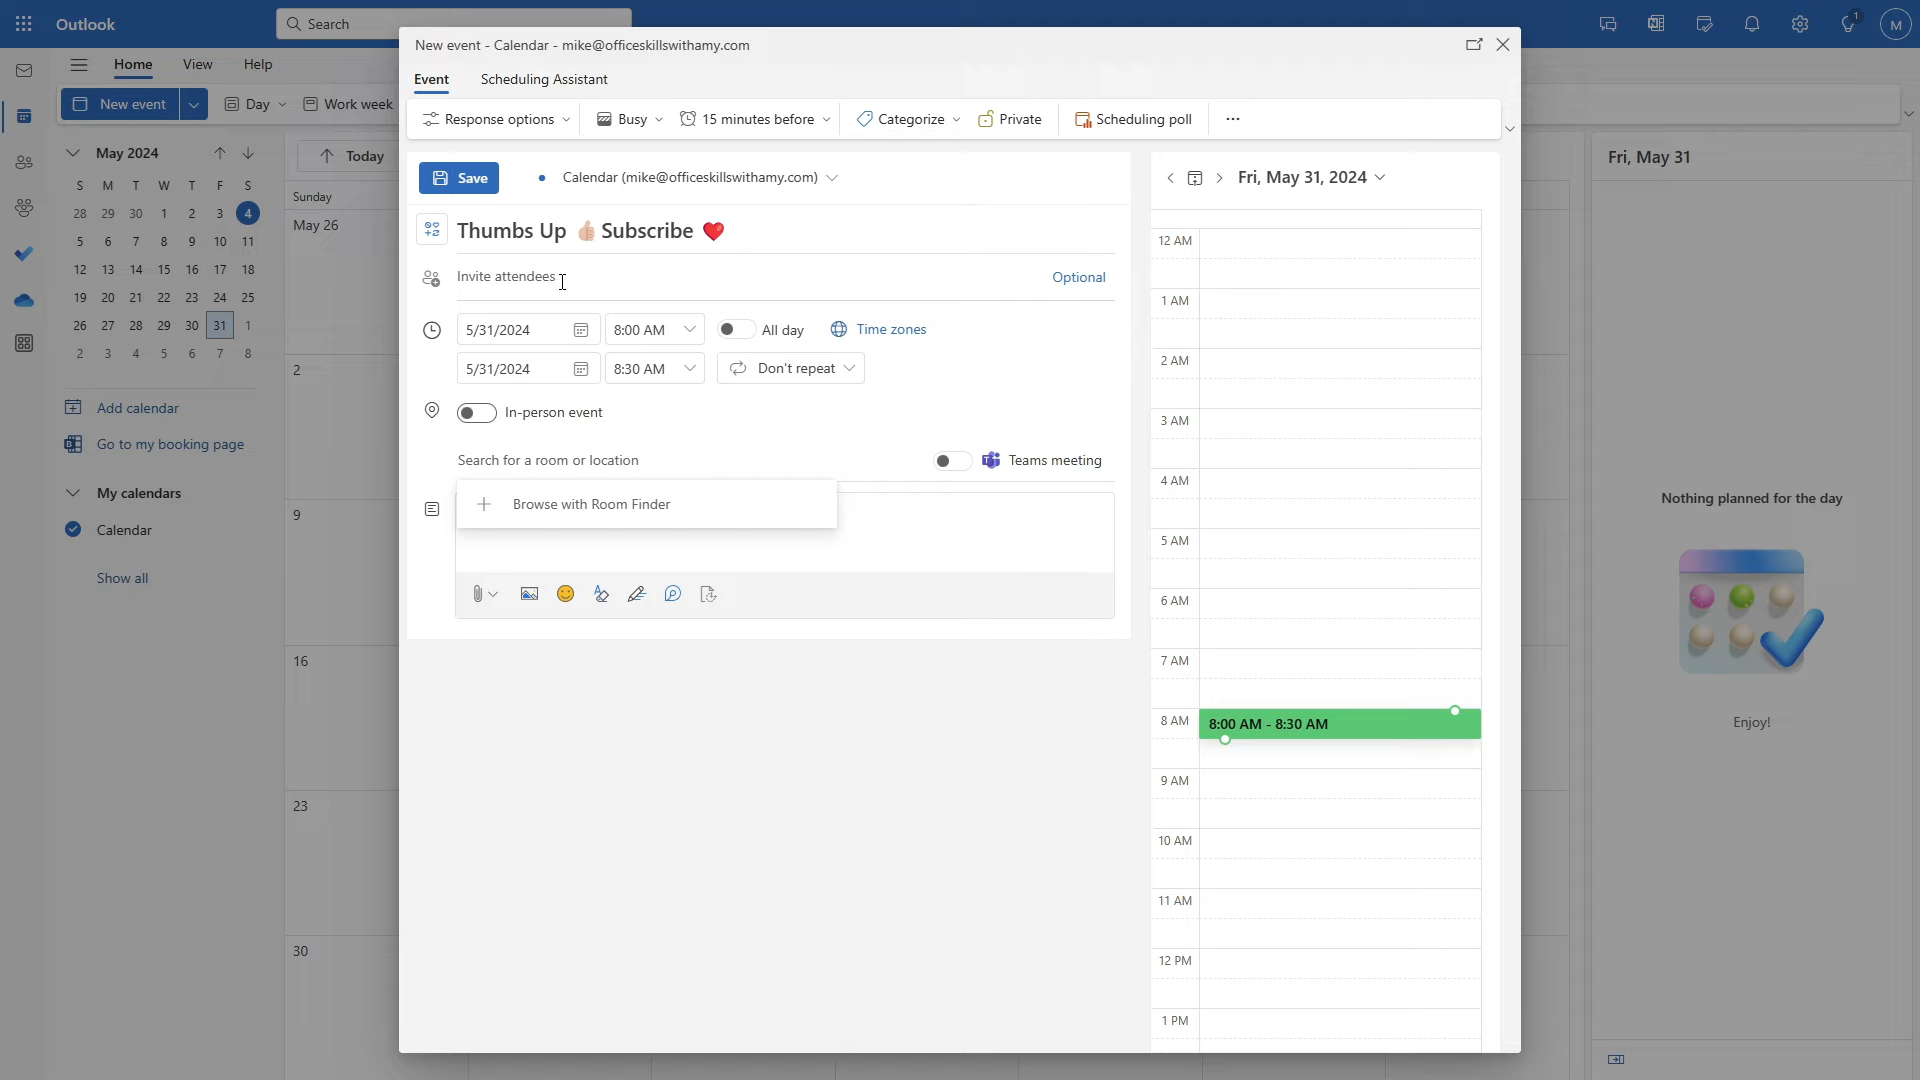 Outlook
Search
1
M
Home
View
Help
New event
Day
Work week
May 2024
S M T W T F S
28 29 30 1 2 3 4
5 6 7 8 9 10 11
12 13 14 15 16 17 18
19 20 21 22 23 24 25
26 27 28 29 30 31 1
2 3 4 5 6 7 8
Add calendar
Go to my booking page
My calendars
Calendar
Show all
Today
Sunday
May 26
2
9
16
23
30
New event - Calendar - mike@officeskillswithamy.com
Event
Scheduling Assistant
Response options
Busy
15 minutes before
Categorize
Private
Scheduling poll
Save
Calendar (mike@officeskillswithamy.com)
Thumbs Up 👍🏼 Subscribe ❤️
Invite attendees
Optional
5/31/2024
8:00 AM
All day
Time zones
5/31/2024
8:30 AM
Don't repeat
In-person event
Search for a room or location
Teams meeting
Browse with Room Finder
Fri, May 31, 2024
12 AM
1 AM
2 AM
3 AM
4 AM
5 AM
6 AM
7 AM
8 AM
8:00 AM - 8:30 AM
9 AM
10 AM
11 AM
12 PM
1 PM
Fri, May 31
Nothing planned for the day
Enjoy!